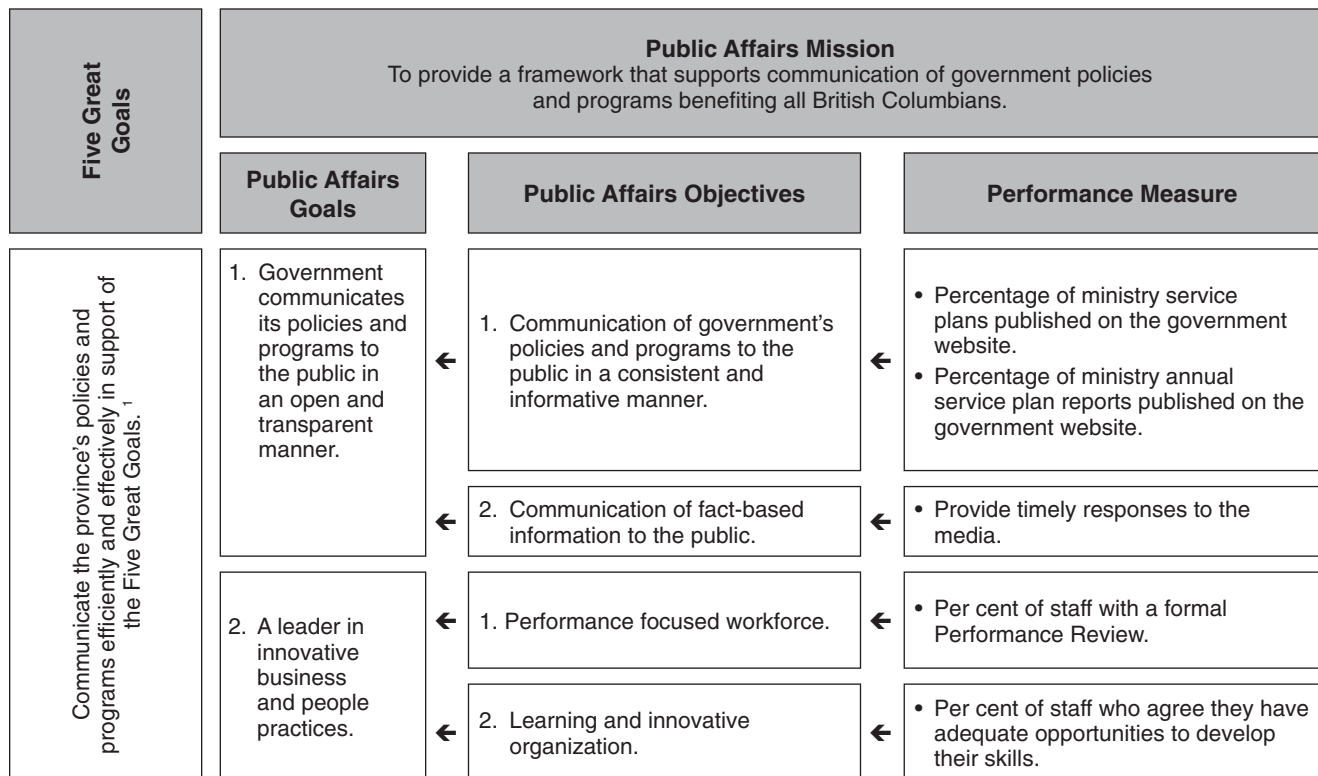 Five Great
Goals
Public Affairs Mission
To provide a framework that supports communication of government policies
and programs benefiting all British Columbians.
Public Affairs
Goals
Public Affairs Objectives
Performance Measure
Communicate the province's policies and
programs efficiently and effectively in support of
the Five Great Goals. 1
1. Government
communicates
its policies and
programs to
the public in
an open and
transparent
manner.
1. Communication of government's
policies and programs to the
public in a consistent and
informative manner.
• Percentage of ministry service
plans published on the government
website.
• Percentage of ministry annual
service plan reports published on the
government website.
2. Communication of fact-based
information to the public.
• Provide timely responses to the
media.
2. A leader in
innovative
business
and people
practices.
1. Performance focused workforce.
• Per cent of staff with a formal
Performance Review.
2. Learning and innovative
organization.
• Per cent of staff who agree they have
adequate opportunities to develop
their skills.